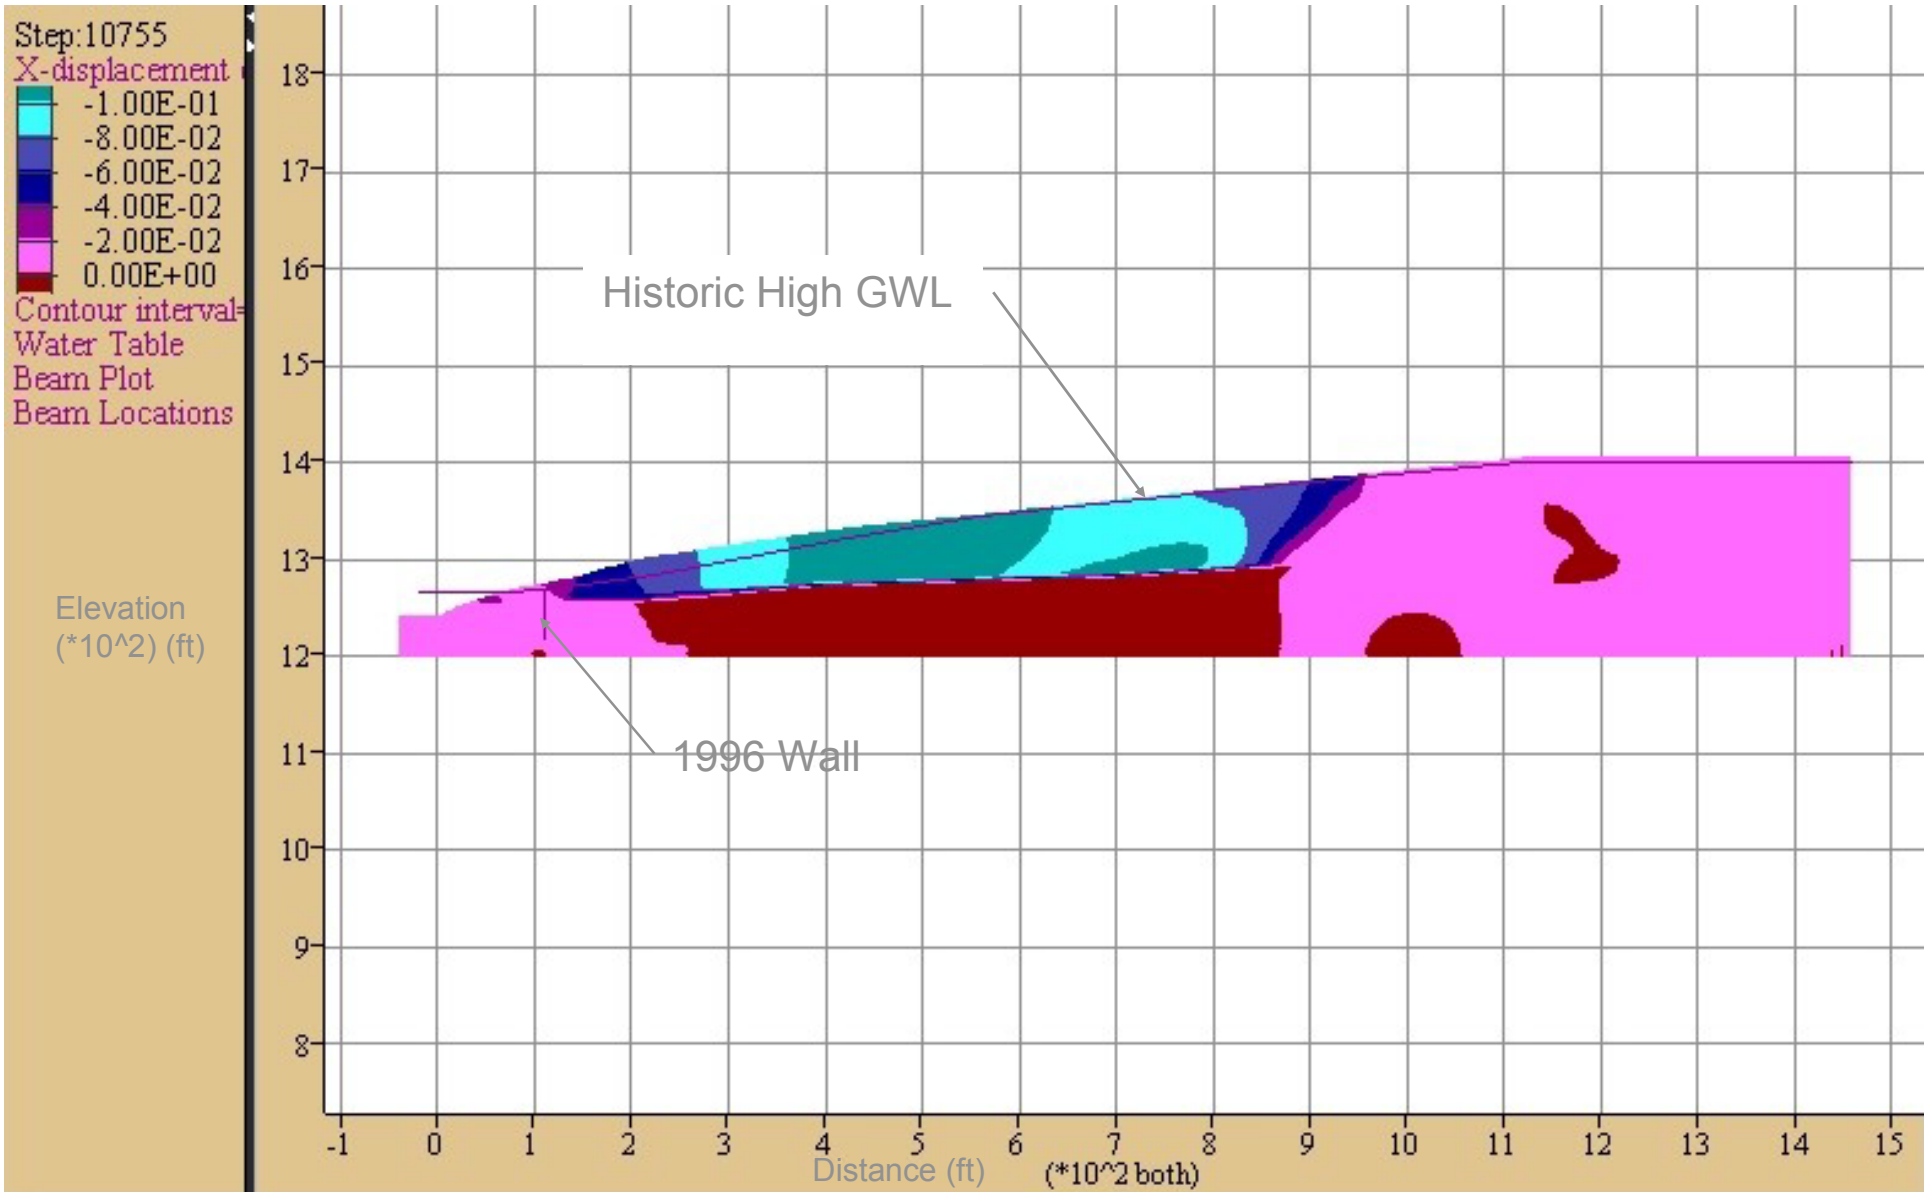 Step:10755
X-displacement
-1.00E-01
-8.00E-02
-6.00E-02
-4.00E-02
-2.00E-02
0.00E+00
Contour interval=
Water Table
Beam Plot
Beam Locations
Elevation
(*10^2) (ft)
18
17
16
15
14
13
12
11
10
9
8
Historic High GWL
1996 Wall
-1 0 1 2 3 4 5 6 7 8 9 10 11 12 13 14 15
Distance (ft)
(*10^2 both)